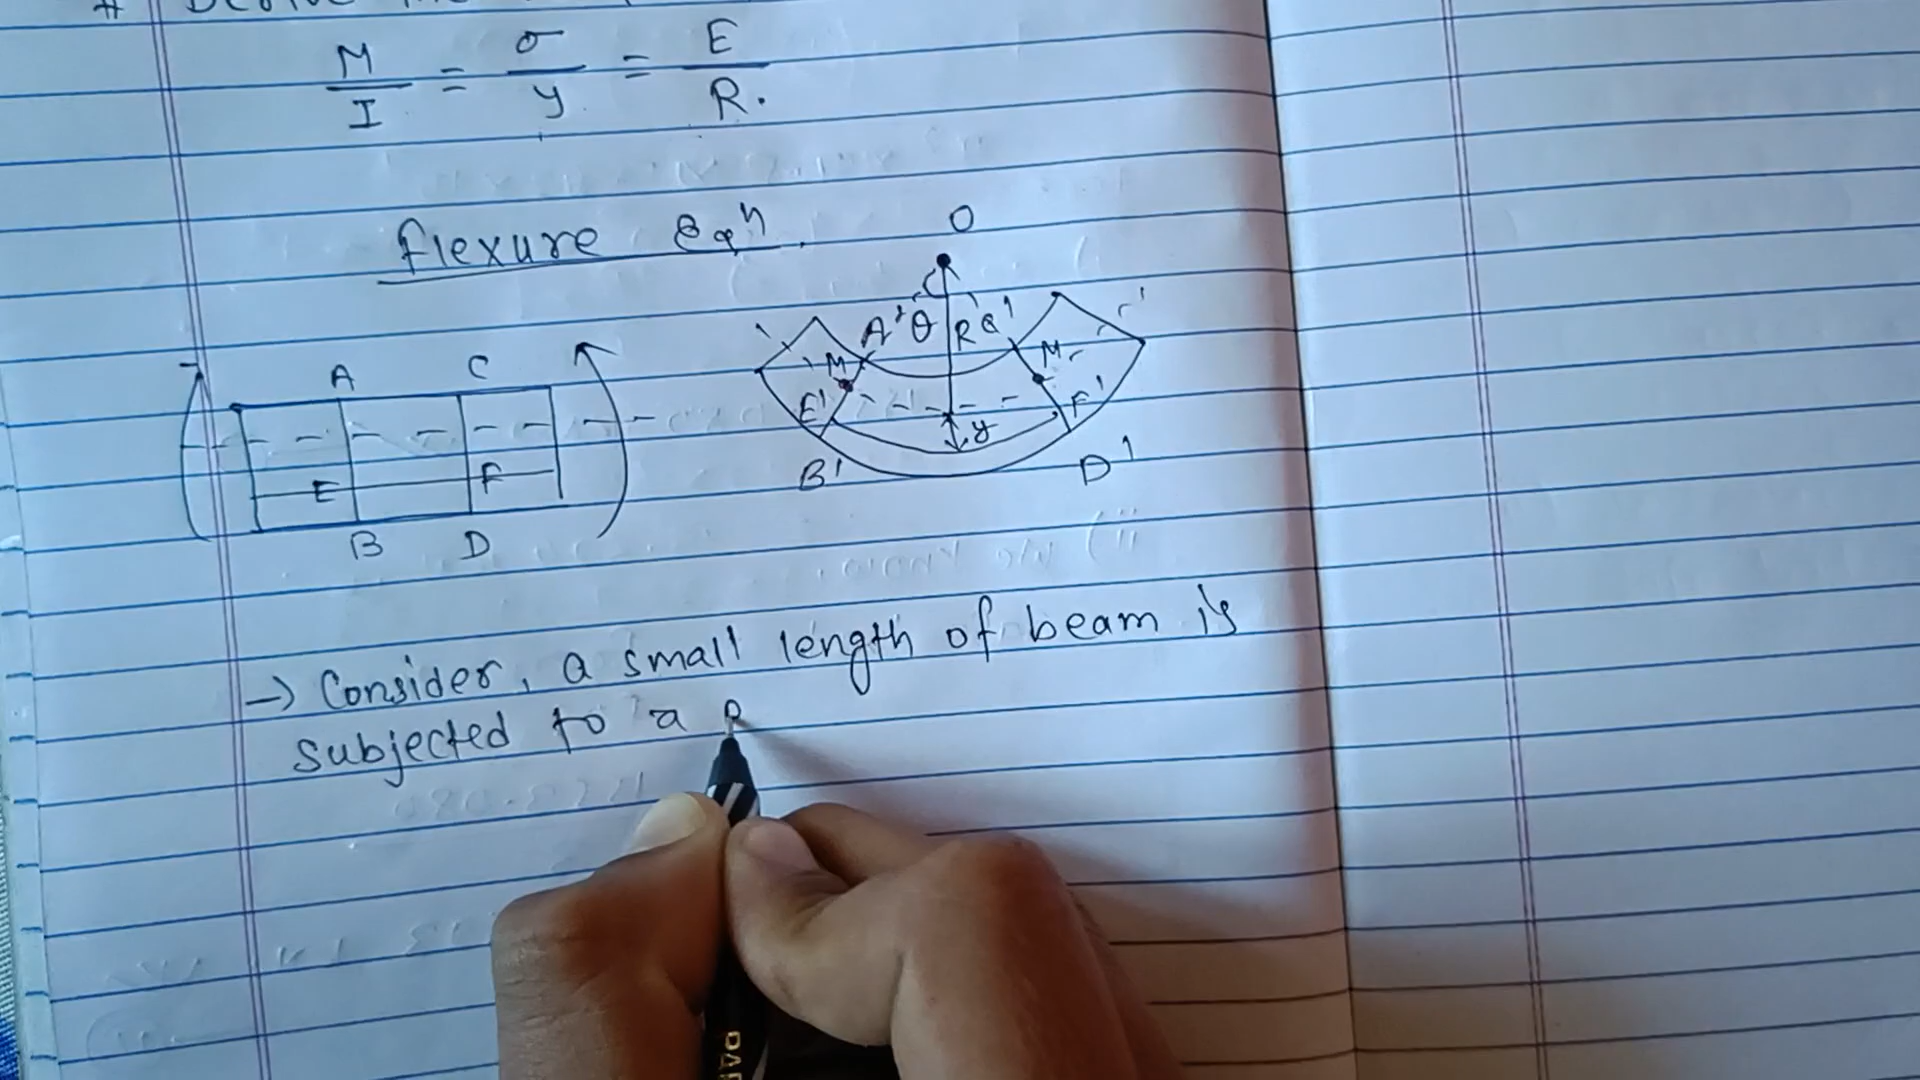 M/I = σ/y = E/R.
flexure Eqⁿ.
O
A' θ R Q'
M M
E' F'
y
B' D'
A C
E F
B D
→ Consider, a small length of beam is
subjected to a P